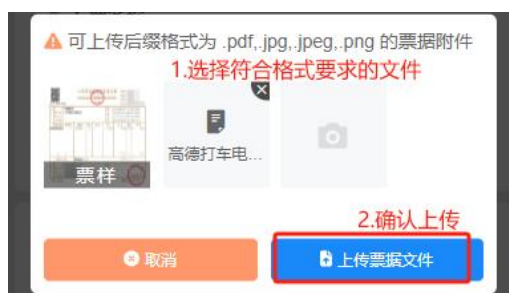 可上传后缀格式为 .pdf,.jpg,.jpeg,.png 的票据附件
1.选择符合格式要求的文件
高德打车电...
票样
2.确认上传
取消
上传票据文件